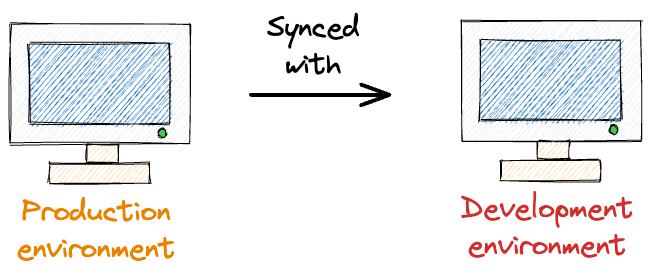 Synced
with
Production
environment
Development
environment